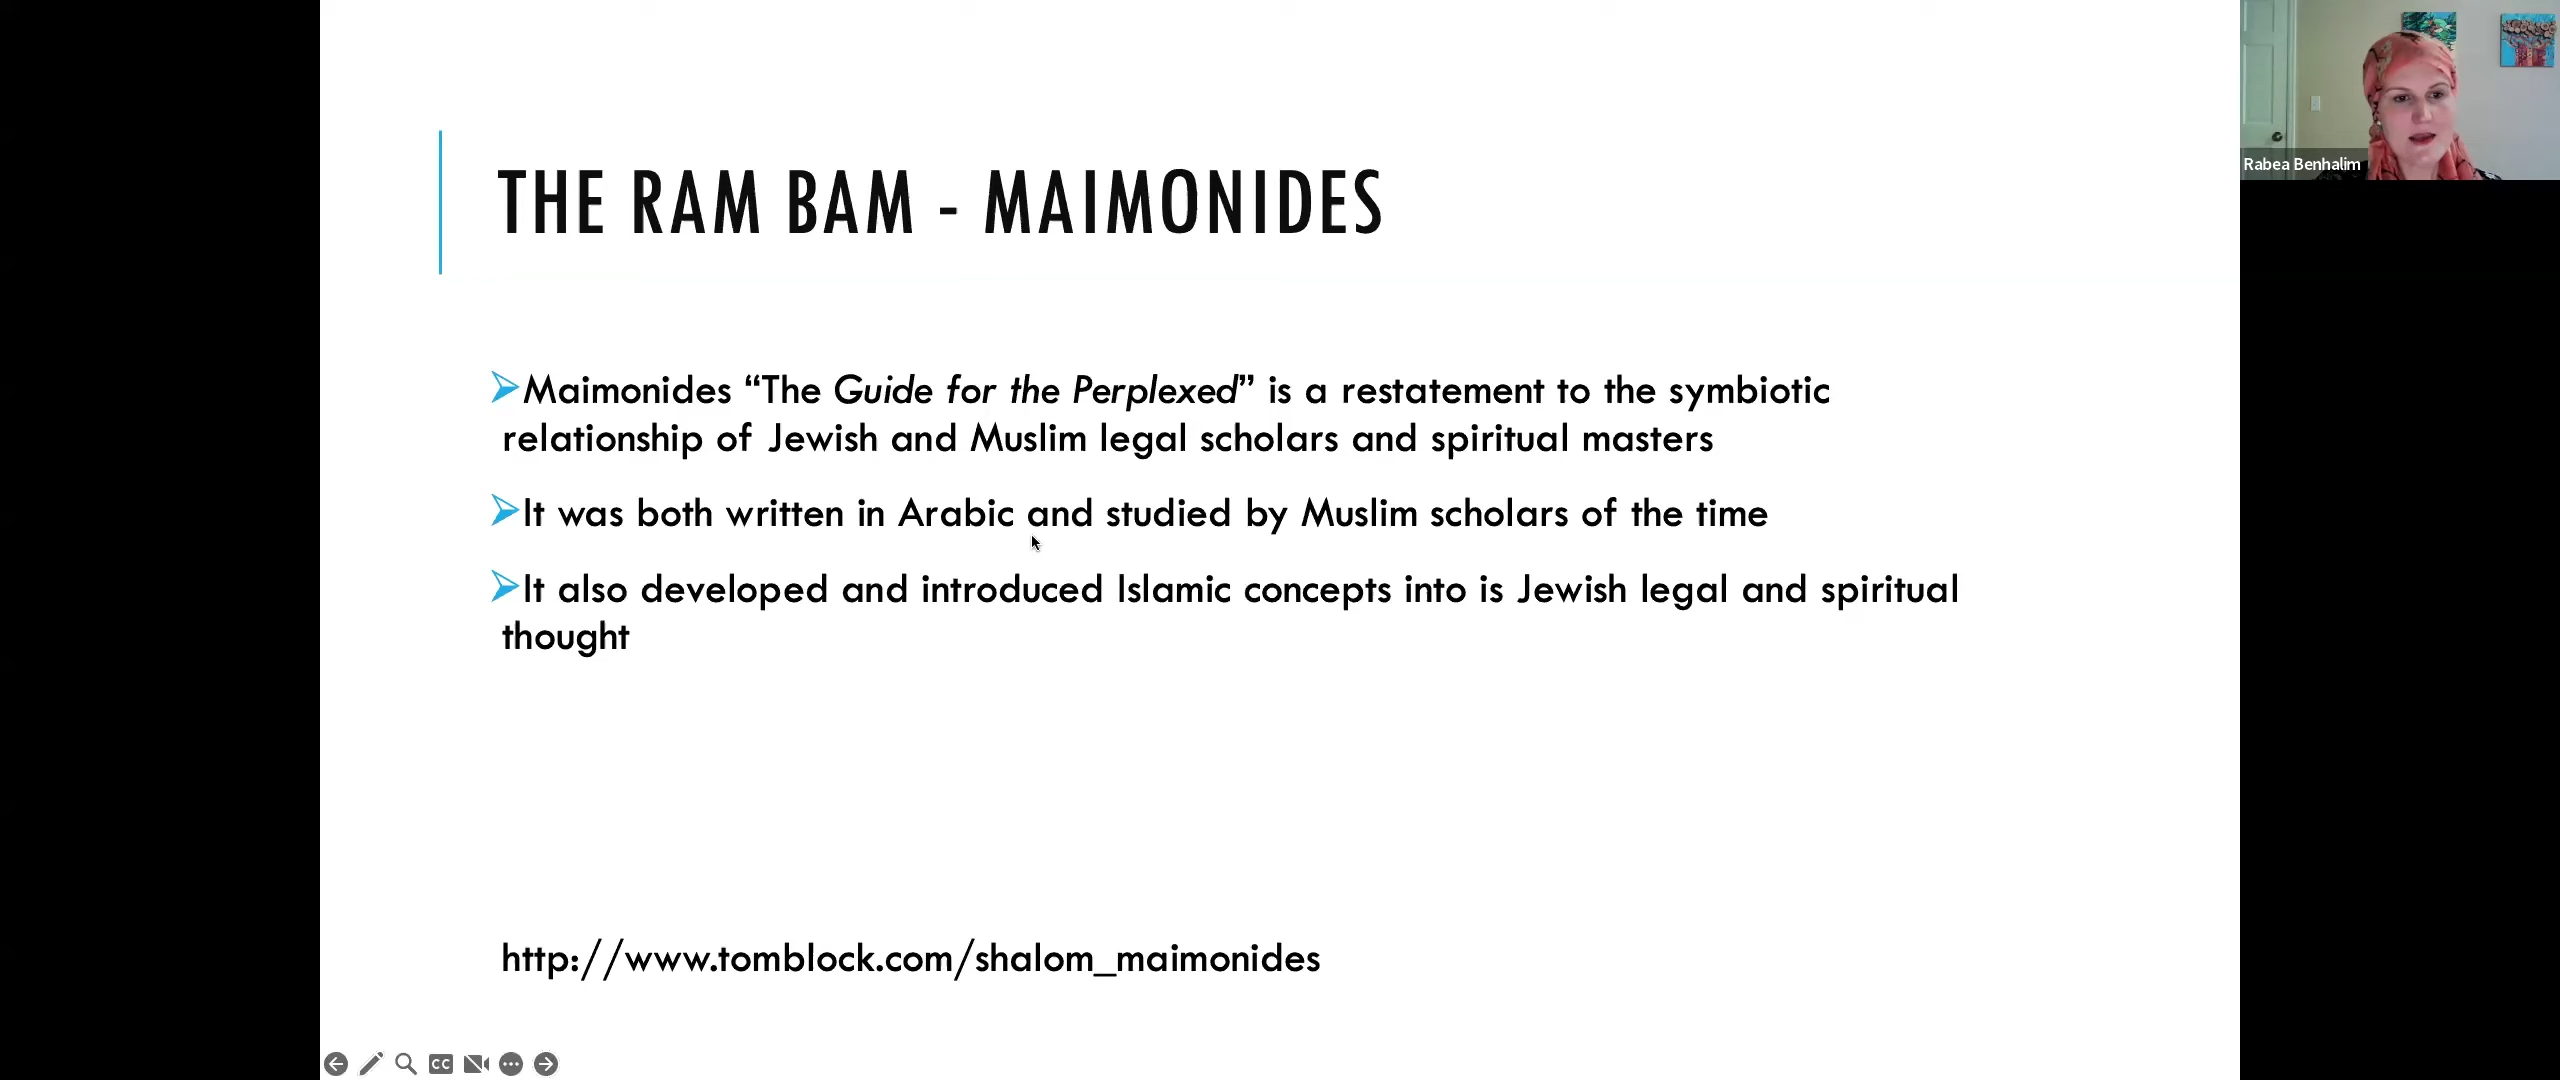 THE RAM BAM - MAIMONIDES
Rabea Benhalim
Maimonides “The Guide for the Perplexed” is a restatement to the symbiotic
relationship of Jewish and Muslim legal scholars and spiritual masters
It was both written in Arabic and studied by Muslim scholars of the time
It also developed and introduced Islamic concepts into is Jewish legal and spiritual
thought
http://www.tomblock.com/shalom_maimonides
CC